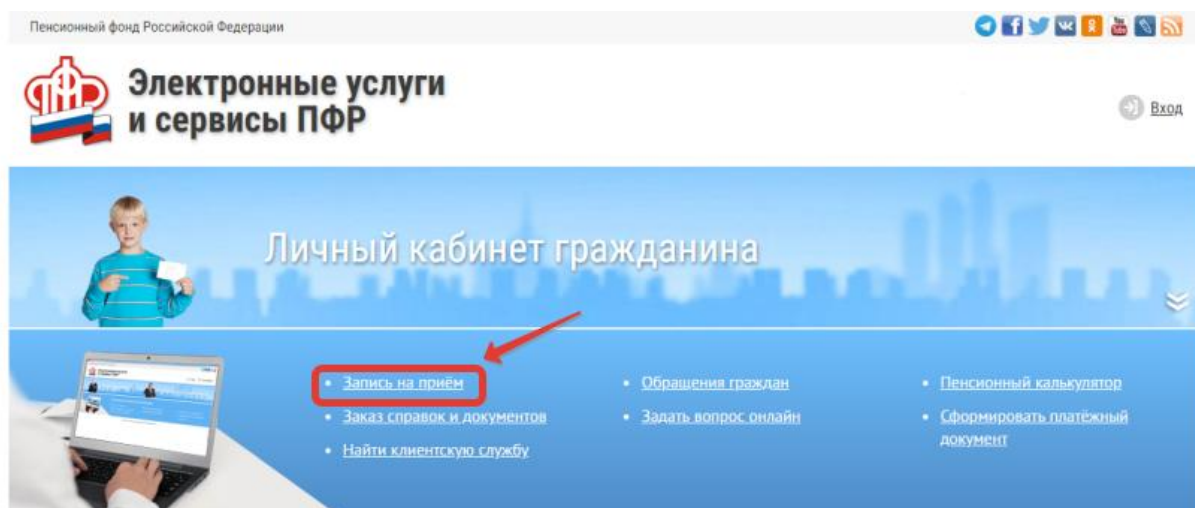 Пенсионный фонд Российской Федерации
Электронные услуги
и сервисы ПФР
Вход
Личный кабинет гражданина
Запись на приём
Заказ справок и документов
Найти клиентскую службу
Обращения граждан
Задать вопрос онлайн
Пенсионный калькулятор
Сформировать платёжный
документ